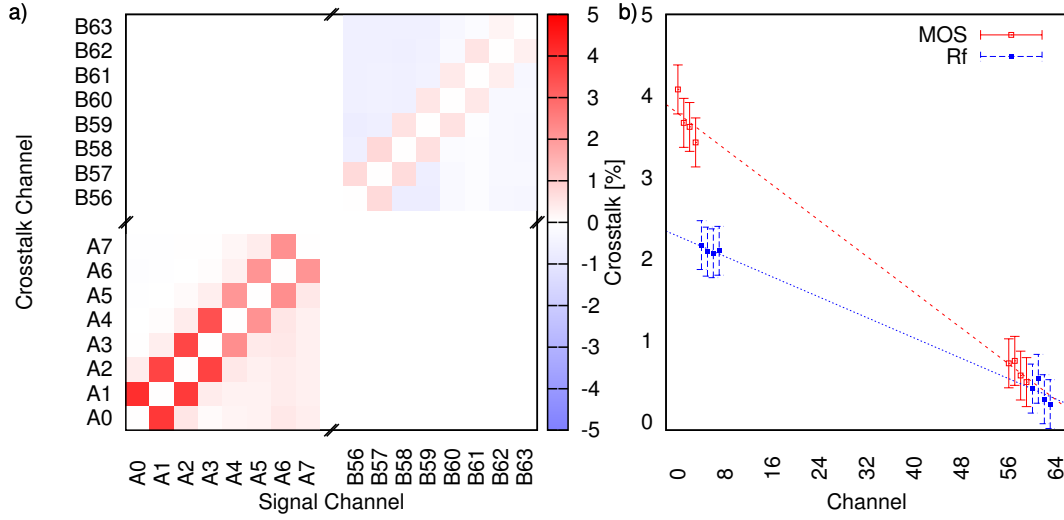 a)
B63
B62
B61
B60
B59
B58
B57
B56
A7
A6
A5
A4
A3
A2
A1
A0
Crosstalk Channel
A0 A1 A2 A3 A4 A5 A6 A7 B56 B57 B58 B59 B60 B61 B62 B63
Signal Channel
5
4
3
2
1
0
-1
-2
-3
-4
-5
Crosstalk [%]
b)
MOS
Rf
5
4
3
2
1
0
0 8 16 24 32 40 48 56 64
Channel